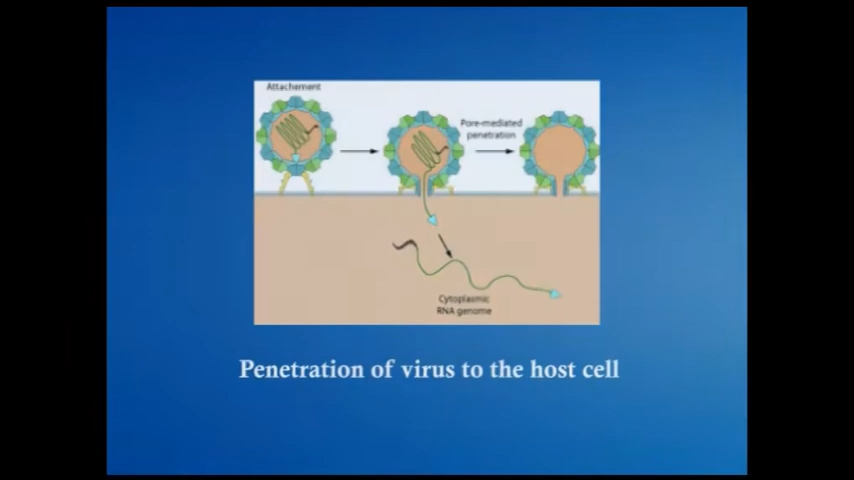 Attachement
Pore-mediated
penetration
Cytoplasmic
RNA genome
Penetration of virus to the host cell